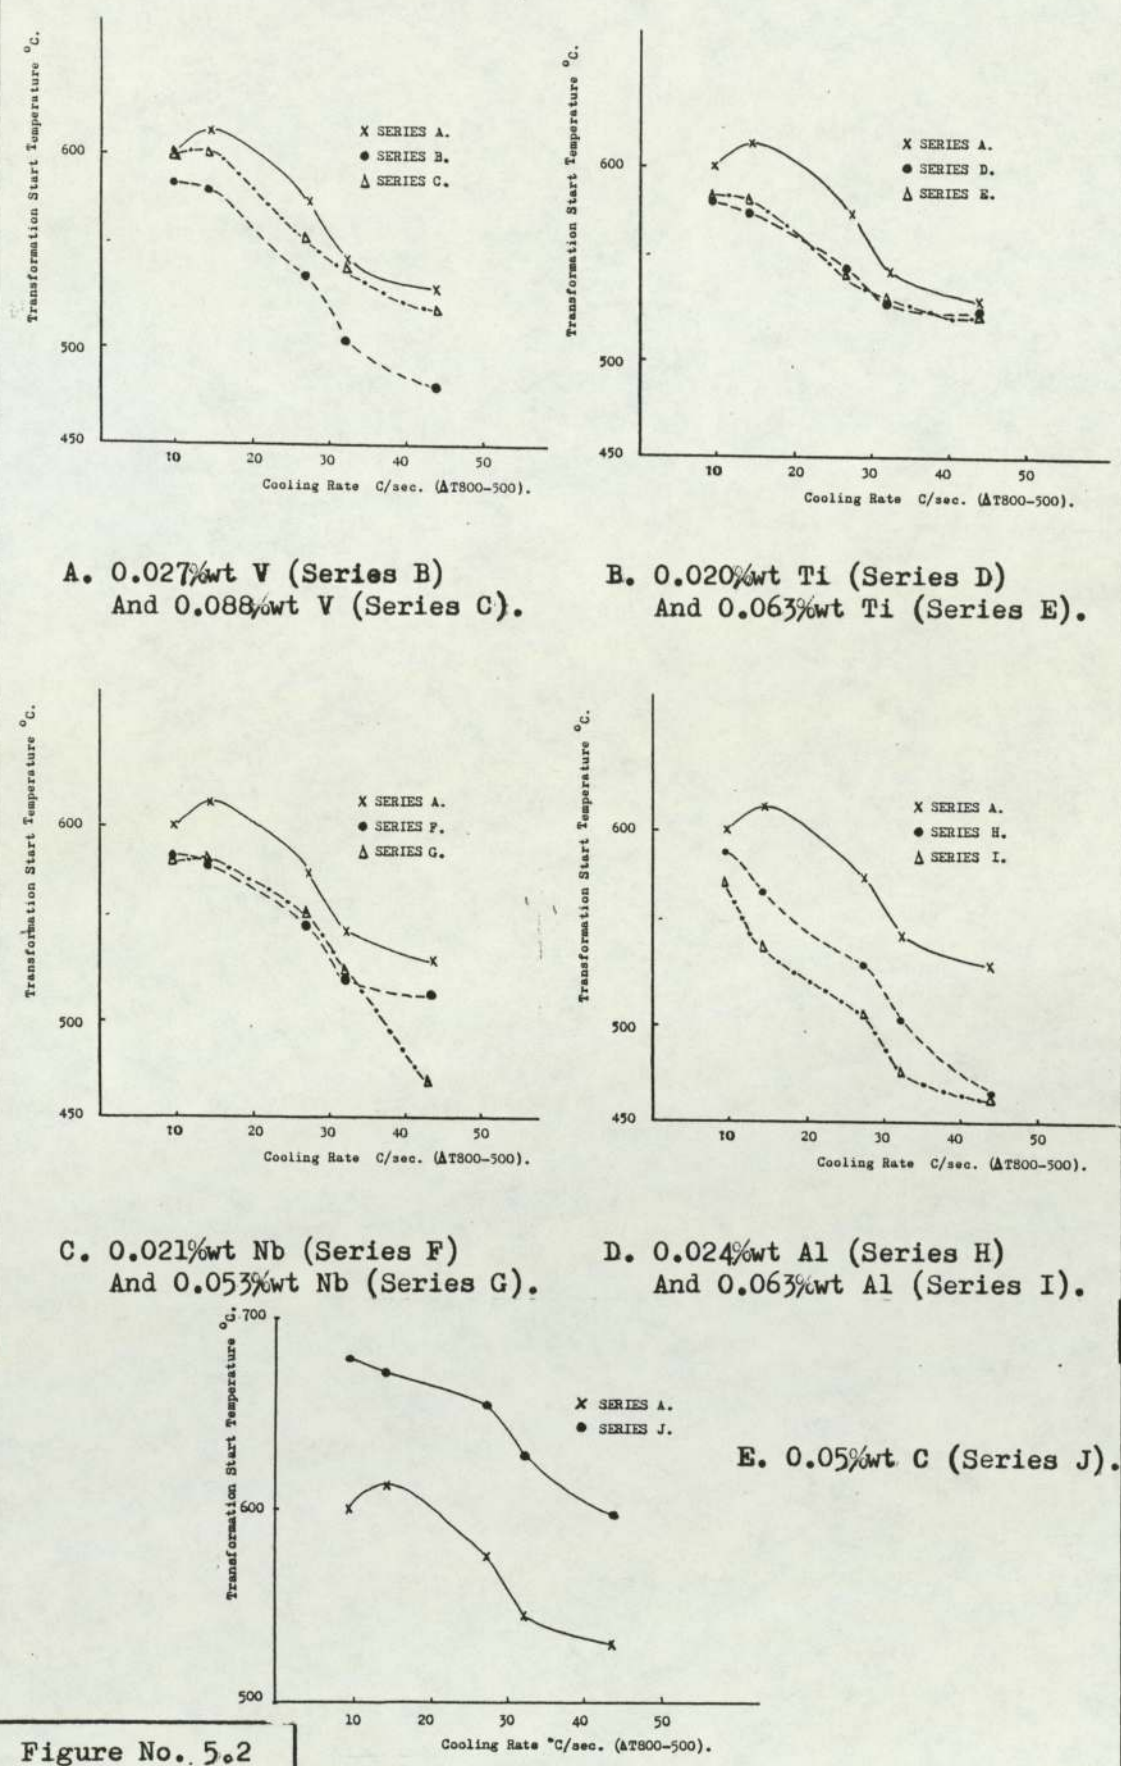 Transformation Start Temperature °C.
600
500
450
X SERIES A.
● SERIES B.
Δ SERIES C.
10 20 30 40 50
Cooling Rate C/sec. (ΔT800-500).
A. 0.027%wt V (Series B)
And 0.088%wt V (Series C).
Transformation Start Temperature °C.
600
500
450
X SERIES A.
● SERIES D.
Δ SERIES E.
10 20 30 40 50
Cooling Rate C/sec. (ΔT800-500).
B. 0.020%wt Ti (Series D)
And 0.063%wt Ti (Series E).
Transformation Start Temperature °C.
600
500
450
X SERIES A.
● SERIES F.
Δ SERIES G.
10 20 30 40 50
Cooling Rate C/sec. (ΔT800-500).
C. 0.021%wt Nb (Series F)
And 0.053%wt Nb (Series G).
Transformation Start Temperature °C.
600
500
450
X SERIES A.
● SERIES H.
Δ SERIES I.
10 20 30 40 50
Cooling Rate C/sec. (ΔT800-500).
D. 0.024%wt Al (Series H)
And 0.063%wt Al (Series I).
Transformation Start Temperature °C.
700
600
500
X SERIES A.
● SERIES J.
10 20 30 40 50
Cooling Rate °C/sec. (ΔT800-500).
E. 0.05%wt C (Series J).
Figure No. 5.2